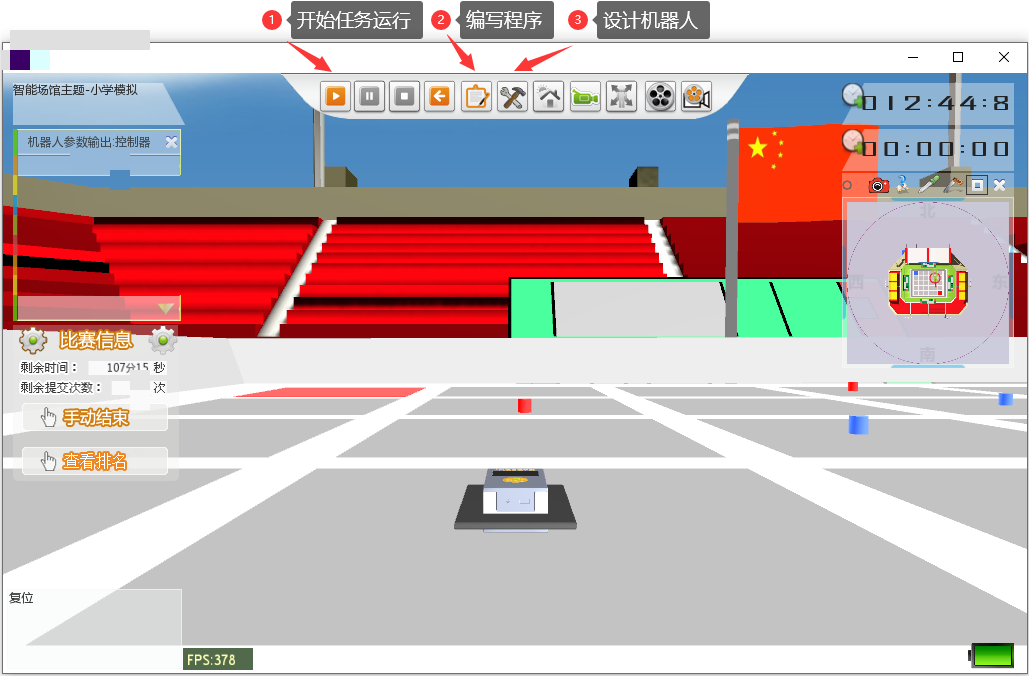 1 开始任务运行
2 编写程序
3 设计机器人
智能场馆主题-小学模拟
机器人参数输出:控制器
012:44:8
00:00:00
北
西
东
南
比赛信息
剩余时间： 107分15 秒
剩余提交次数： 次
手动结束
查看排名
复位
FPS:378